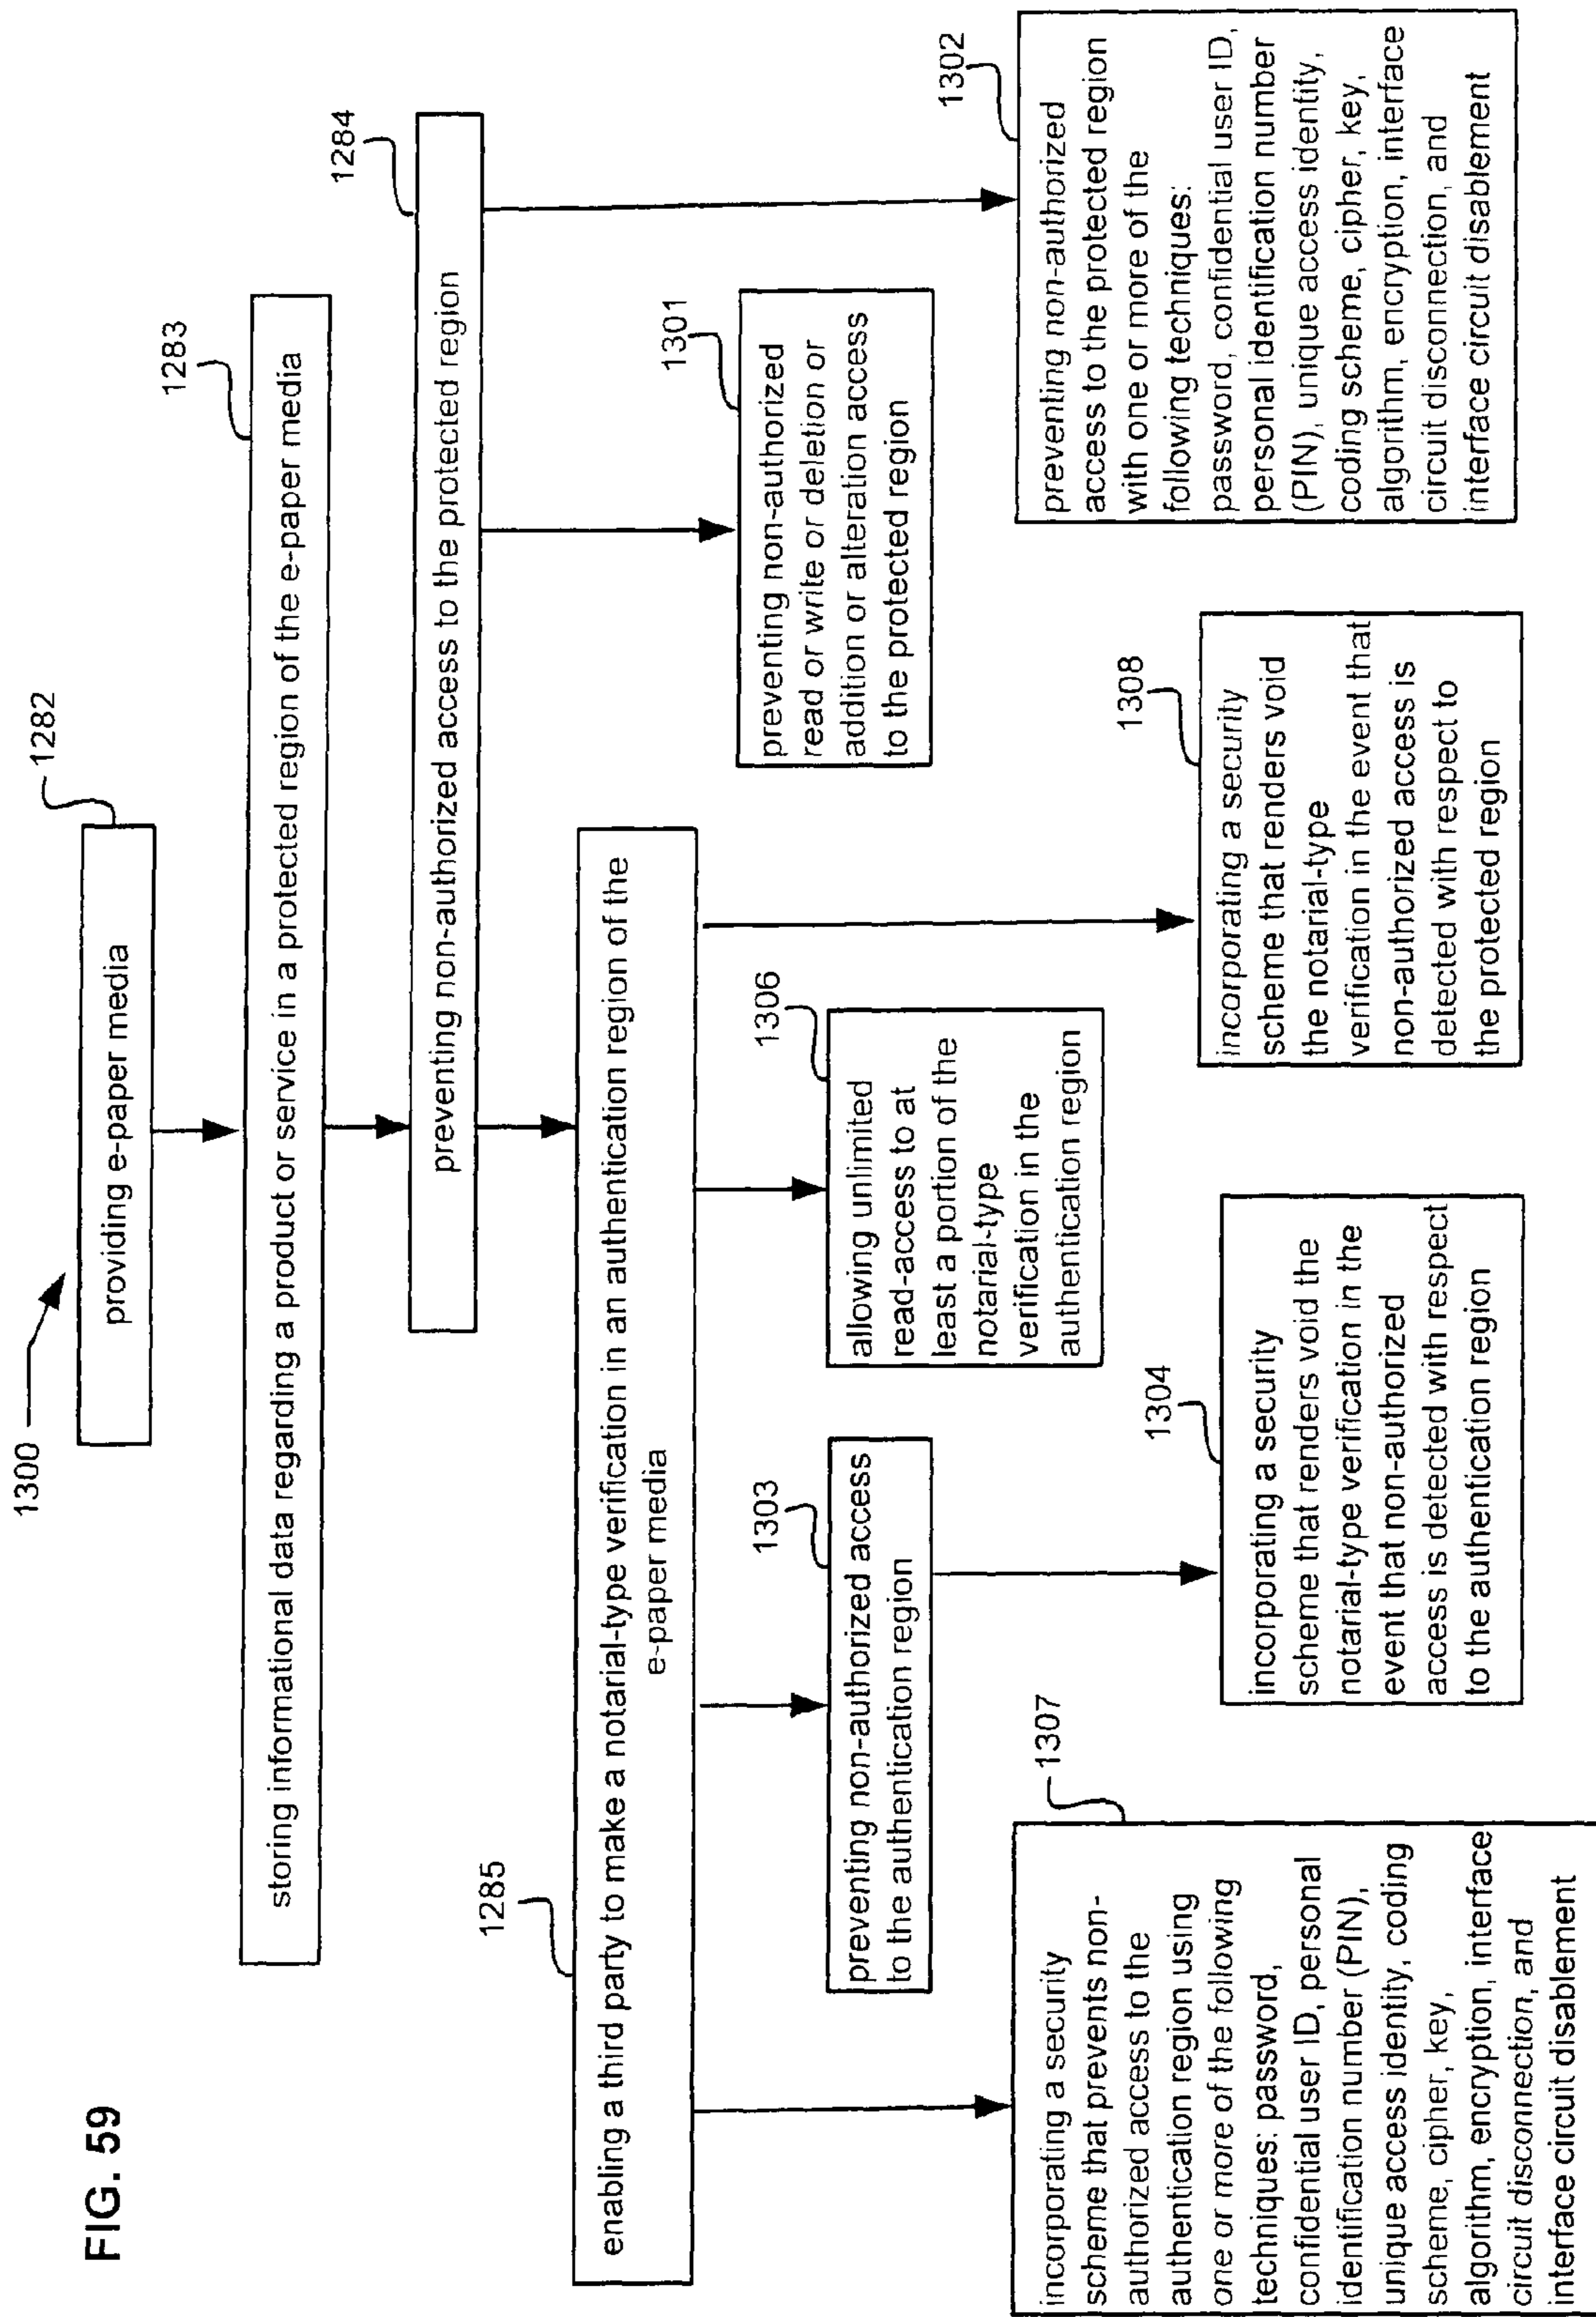 FIG. 59
1300
1282
providing e-paper media
1283
storing informational data regarding a product or service in a protected region of the e-paper media
1284
preventing non-authorized access to the protected region
1285
enabling a third party to make a notarial-type verification in an authentication region of the
e-paper media
1301
preventing non-authorized
read or write or deletion or
addition or alteration access
to the protected region
1303
preventing non-authorized access
to the authentication region
1306
allowing unlimited
read-access to at
least a portion of the
notarial-type
verification in the
authentication region
1302
preventing non-authorized
access to the protected region
with one or more of the
following techniques:
password, confidential user ID,
personal identification number
(PIN), unique access identity,
coding scheme, cipher, key,
algorithm, encryption, interface
circuit disconnection, and
interface circuit disablement
1307
incorporating a security
scheme that prevents non-
authorized access to the
authentication region using
one or more of the following
techniques: password,
confidential user ID, personal
identification number (PIN),
unique access identity, coding
scheme, cipher, key,
algorithm, encryption, interface
circuit disconnection, and
interface circuit disablement
1304
incorporating a security
scheme that renders void the
notarial-type verification in the
event that non-authorized
access is detected with respect
to the authentication region
1308
incorporating a security
scheme that renders void
the notarial-type
verification in the event that
non-authorized access is
detected with respect to
the protected region